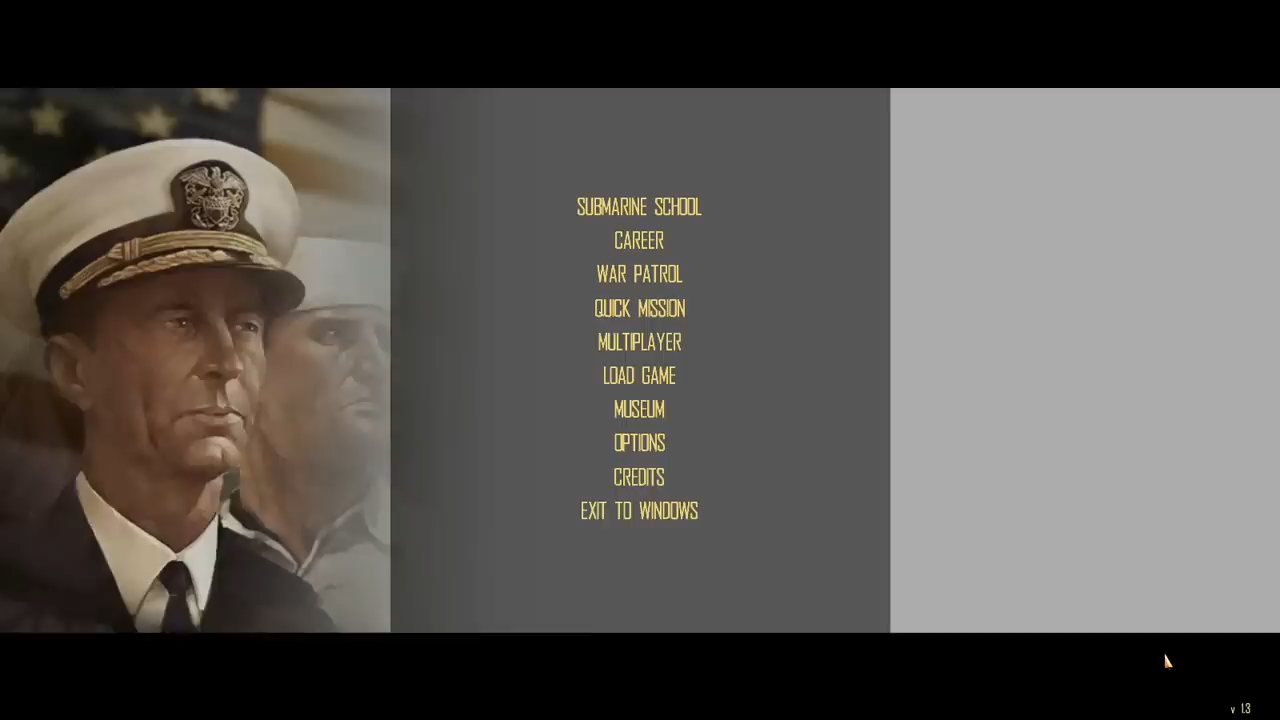 SUBMARINE SCHOOL
CAREER
WAR PATROL
QUICK MISSION
MULTIPLAYER
LOAD GAME
MUSEUM
OPTIONS
CREDITS
EXIT TO WINDOWS
v 1.3